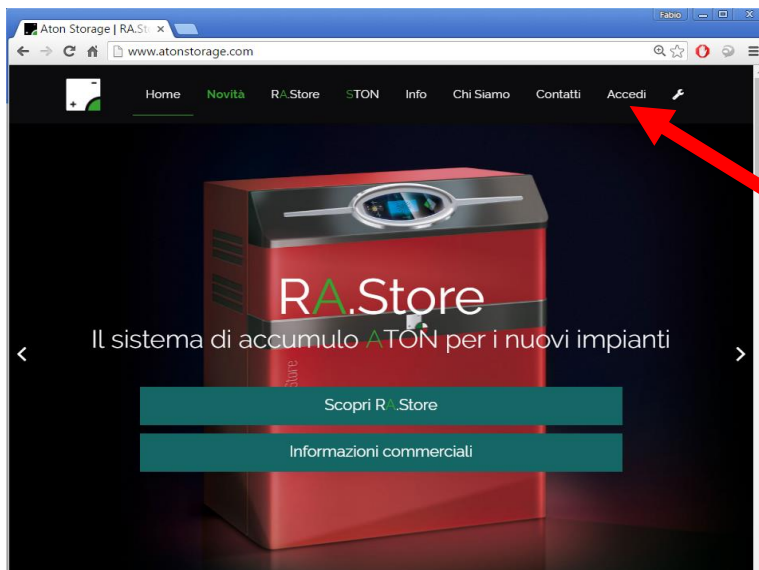 Fabio
Aton Storage | RA.St
www.atonstorage.com
Home Novità RA.Store STON Info Chi Siamo Contatti Accedi
RA.Store
Il sistema di accumulo ATON per i nuovi impianti
Scopri RA.Store
Informazioni commerciali